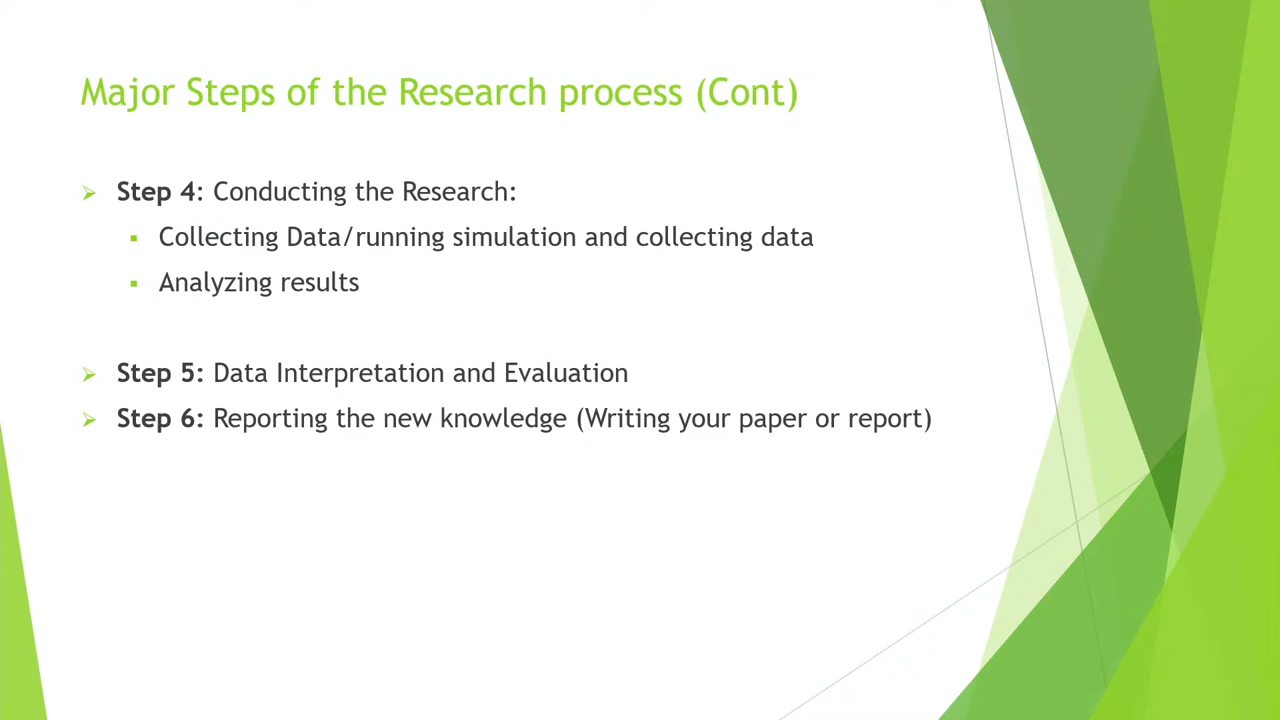 Major Steps of the Research process (Cont)
Step 4: Conducting the Research:
Collecting Data/running simulation and collecting data
Analyzing results
Step 5: Data Interpretation and Evaluation
Step 6: Reporting the new knowledge (Writing your paper or report)